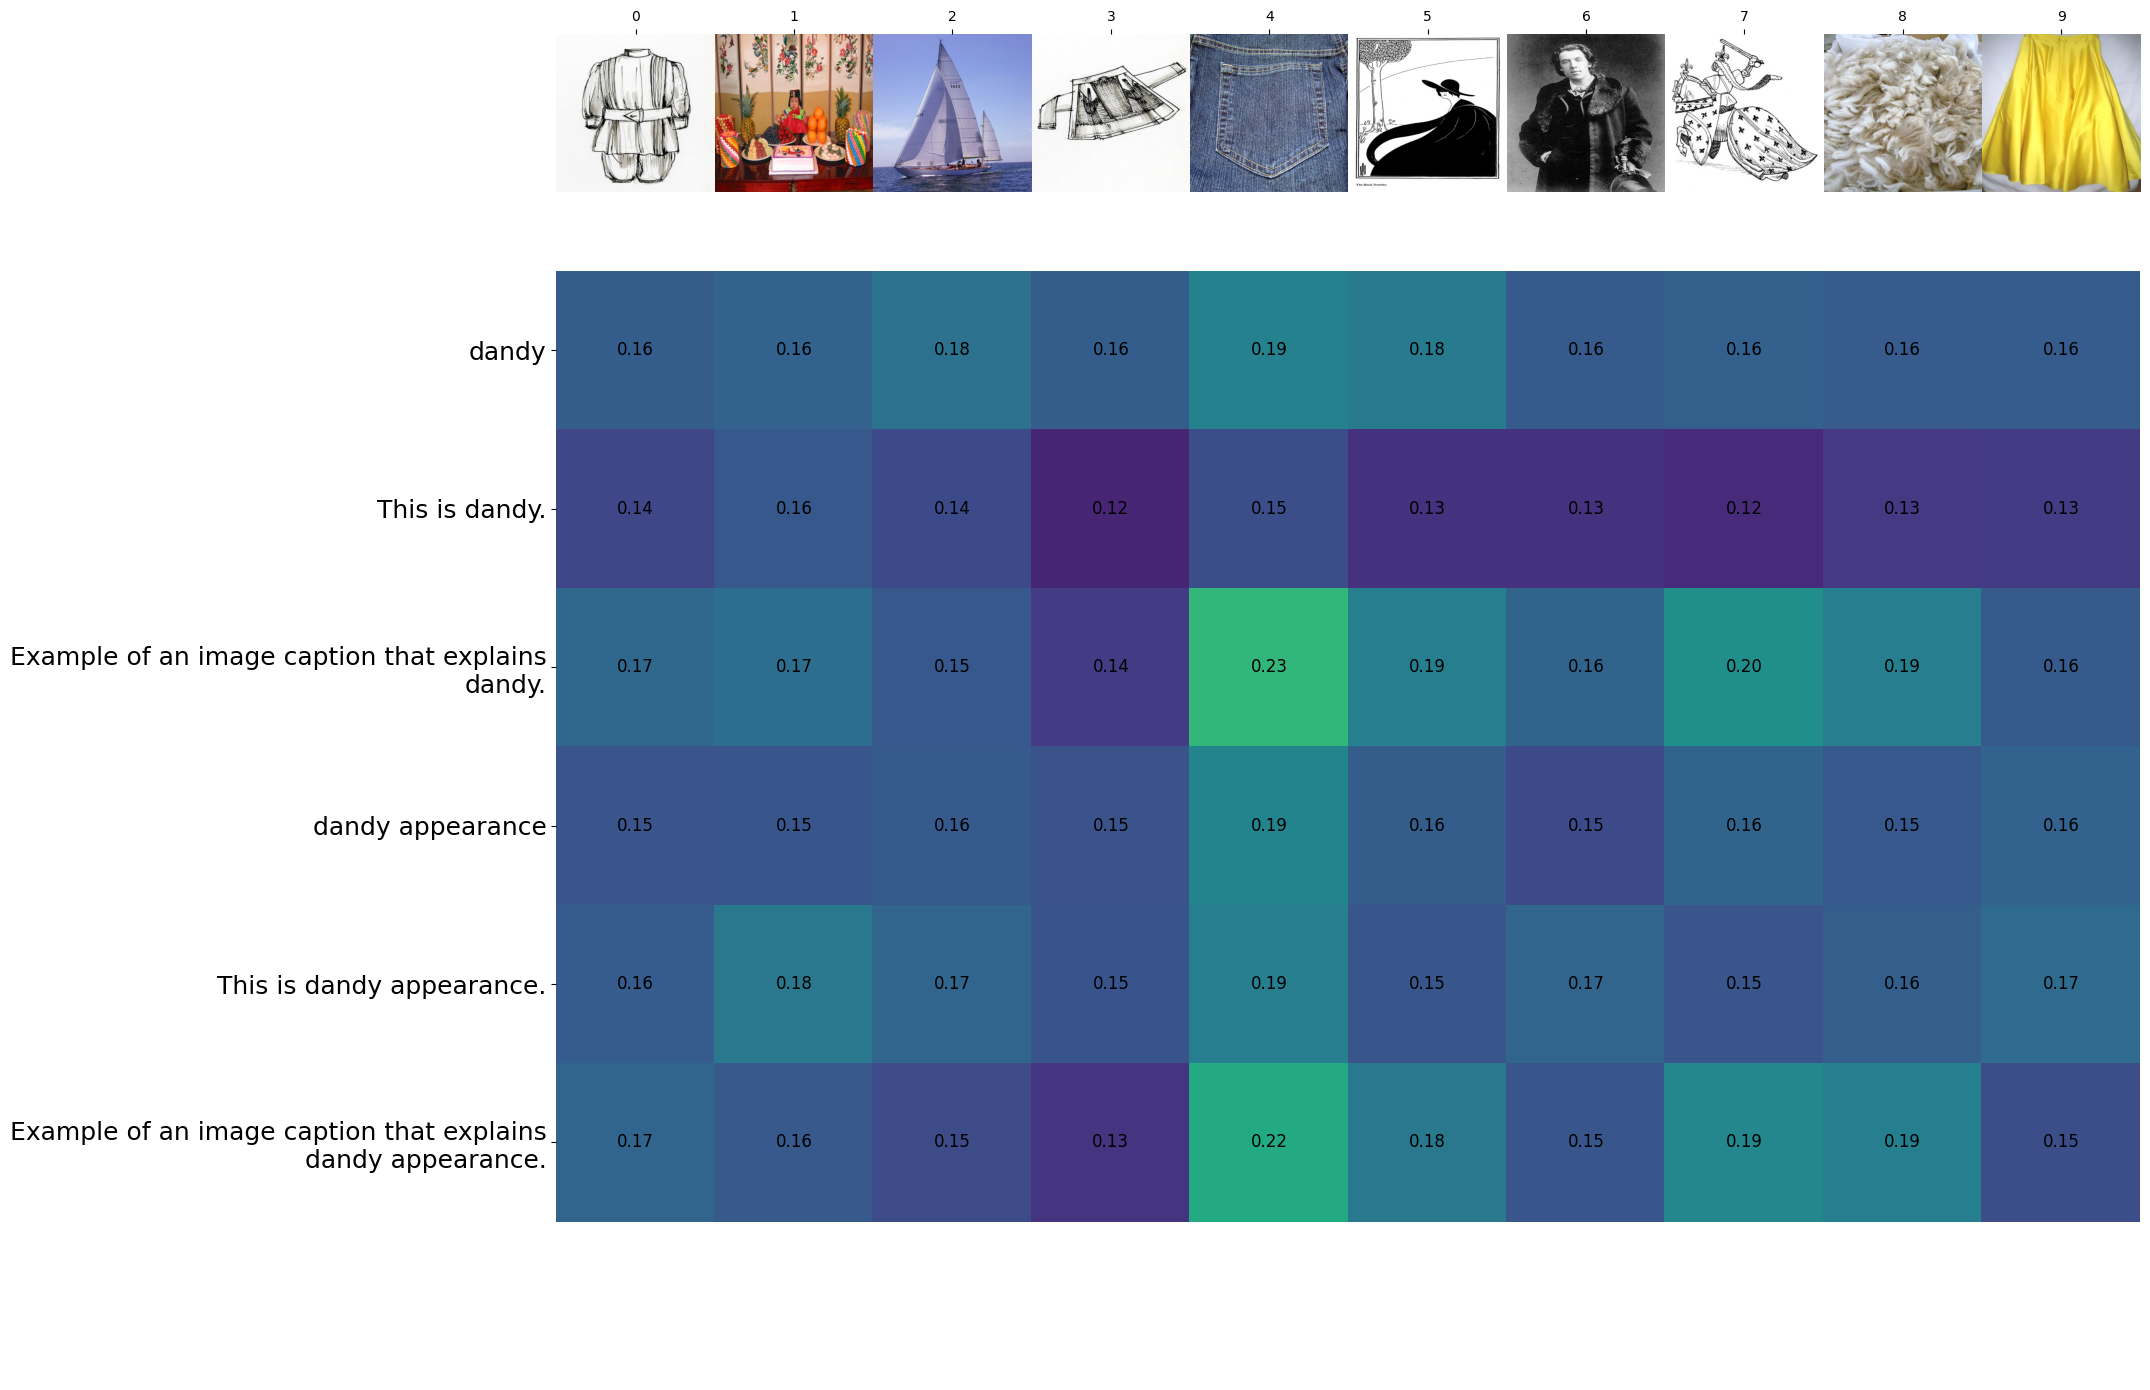 0 1 2 3 4 5 6 7 8 9
dandy 0.16 0.16 0.18 0.16 0.19 0.18 0.16 0.16 0.16 0.16
This is dandy. 0.14 0.16 0.14 0.12 0.15 0.13 0.13 0.12 0.13 0.13
Example of an image caption that explains
dandy. 0.17 0.17 0.15 0.14 0.23 0.19 0.16 0.20 0.19 0.16
dandy appearance 0.15 0.15 0.16 0.15 0.19 0.16 0.15 0.16 0.15 0.16
This is dandy appearance. 0.16 0.18 0.17 0.15 0.19 0.15 0.17 0.15 0.16 0.17
Example of an image caption that explains
dandy appearance. 0.17 0.16 0.15 0.13 0.22 0.18 0.15 0.19 0.19 0.15